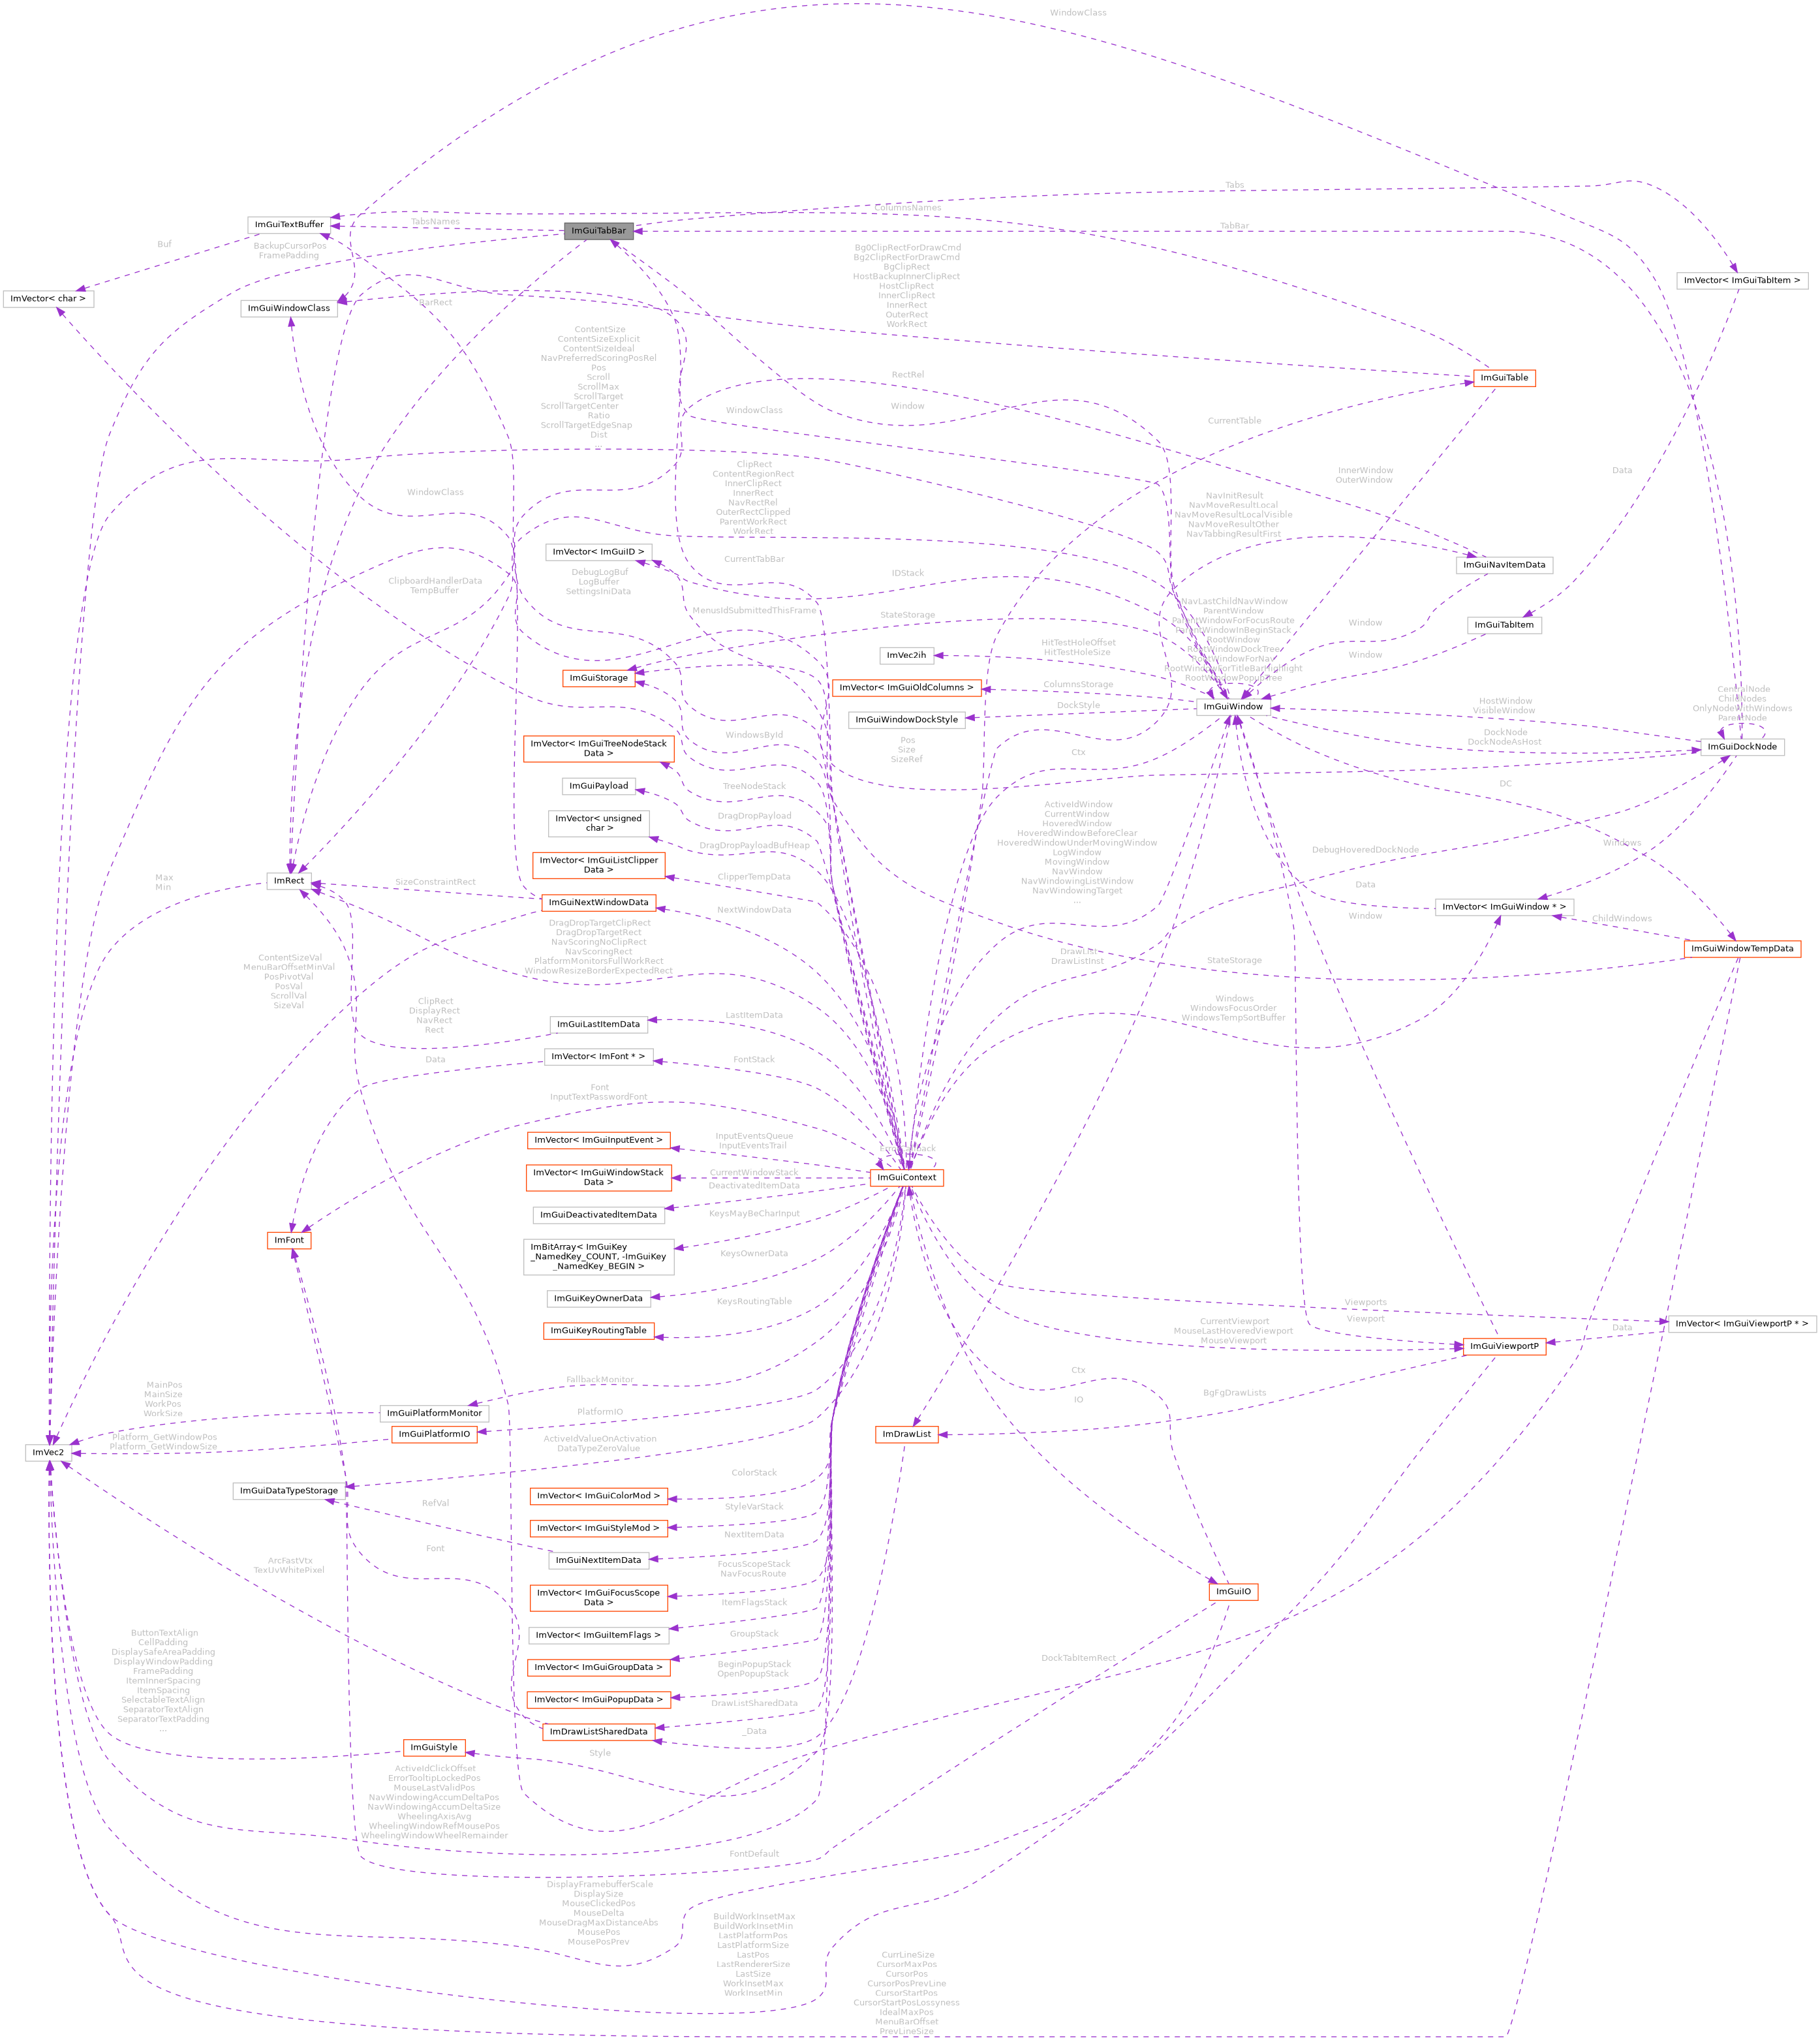 WindowClass
Tabs
ColumnsNames
ImGuiTextBuffer
TabsNames
ImGuiTabBar
TabBar
Buf
BackupCursorPos
FramePadding
Bg0ClipRectForDrawCmd
Bg2ClipRectForDrawCmd
BgClipRect
HostBackupInnerClipRect
HostClipRect
InnerClipRect
InnerRect
OuterRect
WorkRect
ImVector< ImGuiTabItem >
ImVector< char >
ImGuiWindowClass
BarRect
ContentSize
ContentSizeExplicit
ContentSizeIdeal
NavPreferredScoringPosRel
Pos
Scroll
ScrollMax
ScrollTarget
ScrollTargetCenter
Ratio
ScrollTargetEdgeSnap
Dist
...
RectRel
ImGuiTable
WindowClass
Window
CurrentTable
Data
WindowClass
ClipRect
ContentRegionRect
InnerClipRect
InnerRect
NavRectRel
OuterRectClipped
ParentWorkRect
WorkRect
InnerWindow
OuterWindow
NavInitResult
NavMoveResultLocal
NavMoveResultLocalVisible
NavMoveResultOther
NavTabbingResultFirst
ImVector< ImGuiID >
CurrentTabBar
ImGuiNavItemData
ClipboardHandlerData
TempBuffer
DebugLogBuf
LogBuffer
SettingsIniData
IDStack
MenusIdSubmittedThisFrame
StateStorage
NavLastChildNavWindow
ParentWindow
ParentWindowForFocusRoute
ParentWindowInBeginStack
RootWindow
RootWindowDockTree
RootWindowForNav
RootWindowForTitleBarHighlight
RootWindowPopupTree
Window
ImGuiTabItem
ImVec2ih
HitTestHoleOffset
HitTestHoleSize
Window
ImGuiStorage
ImVector< ImGuiOldColumns >
ColumnsStorage
ImGuiWindow
HostWindow
VisibleWindow
CentralNode
ChildNodes
OnlyNodeWithWindows
ParentNode
ImGuiWindowDockStyle
DockStyle
DockNode
DockNodeAsHost
ImGuiDockNode
ImVector< ImGuiTreeNodeStack
Data >
WindowsById
Pos
Size
SizeRef
Ctx
ImGuiPayload
TreeNodeStack
DC
ImVector< unsigned
char >
DragDropPayload
ActiveIdWindow
CurrentWindow
HoveredWindow
HoveredWindowBeforeClear
HoveredWindowUnderMovingWindow
LogWindow
MovingWindow
NavWindow
NavWindowingListWindow
NavWindowingTarget
...
DragDropPayloadBufHeap
DebugHoveredDockNode
Windows
ImVector< ImGuiListClipper
Data >
ClipperTempData
Max
Min
ImRect
SizeConstraintRect
ImGuiNextWindowData
NextWindowData
Data
Window
ImVector< ImGuiWindow * >
ChildWindows
ImGuiWindowTempData
DragDropTargetClipRect
DragDropTargetRect
NavScoringNoClipRect
NavScoringRect
PlatformMonitorsFullWorkRect
WindowResizeBorderExpectedRect
DrawList
DrawListInst
StateStorage
ContentSizeVal
MenuBarOffsetMinVal
PosPivotVal
PosVal
ScrollVal
SizeVal
ClipRect
DisplayRect
NavRect
Rect
ImGuiLastItemData
LastItemData
Windows
WindowsFocusOrder
WindowsTempSortBuffer
Data
ImVector< ImFont * >
FontStack
Font
InputTextPasswordFont
ImVector< ImGuiInputEvent >
InputEventsQueue
InputEventsTrail
ImVector< ImGuiWindowStack
Data >
CurrentWindowStack
ImGuiContext
ImGuiDeactivatedItemData
DeactivatedItemData
ImFont
ImBitArray< ImGuiKey
_NamedKey_COUNT, -ImGuiKey
_NamedKey_BEGIN >
KeysMayBeCharInput
KeysOwnerData
ImGuiKeyOwnerData
ImGuiKeyRoutingTable
KeysRoutingTable
Viewports
Viewport
CurrentViewport
MouseLastHoveredViewport
MouseViewport
ImVector< ImGuiViewportP * >
Data
ImGuiViewportP
FallbackMonitor
Ctx
IO
BgFgDrawLists
MainPos
MainSize
WorkPos
WorkSize
ImGuiPlatformMonitor
PlatformIO
ImGuiPlatformIO
Platform_GetWindowPos
Platform_GetWindowSize
ImVec2
ActiveIdValueOnActivation
DataTypeZeroValue
ImDrawList
ImGuiDataTypeStorage
ColorStack
ImVector< ImGuiColorMod >
RefVal
StyleVarStack
ImVector< ImGuiStyleMod >
Font
NextItemData
ImGuiNextItemData
ArcFastVtx
TexUvWhitePixel
FocusScopeStack
NavFocusRoute
ImVector< ImGuiFocusScope
Data >
ImGuiIO
ItemFlagsStack
ImVector< ImGuiItemFlags >
ButtonTextAlign
CellPadding
DisplaySafeAreaPadding
DisplayWindowPadding
FramePadding
ItemInnerSpacing
ItemSpacing
SelectableTextAlign
SeparatorTextAlign
SeparatorTextPadding
...
GroupStack
ImVector< ImGuiGroupData >
DockTabItemRect
BeginPopupStack
OpenPopupStack
ImVector< ImGuiPopupData >
DrawListSharedData
ImDrawListSharedData
_Data
ImGuiStyle
Style
ActiveIdClickOffset
ErrorTooltipLockedPos
MouseLastValidPos
NavWindowingAccumDeltaPos
NavWindowingAccumDeltaSize
WheelingAxisAvg
WheelingWindowRefMousePos
WheelingWindowWheelRemainder
FontDefault
DisplayFramebufferScale
DisplaySize
MouseClickedPos
MouseDelta
MouseDragMaxDistanceAbs
MousePos
MousePosPrev
BuildWorkInsetMax
BuildWorkInsetMin
LastPlatformPos
LastPlatformSize
LastPos
LastRendererSize
LastSize
WorkInsetMax
WorkInsetMin
CurrLineSize
CursorMaxPos
CursorPos
CursorPosPrevLine
CursorStartPos
CursorStartPosLossyness
IdealMaxPos
MenuBarOffset
PrevLineSize